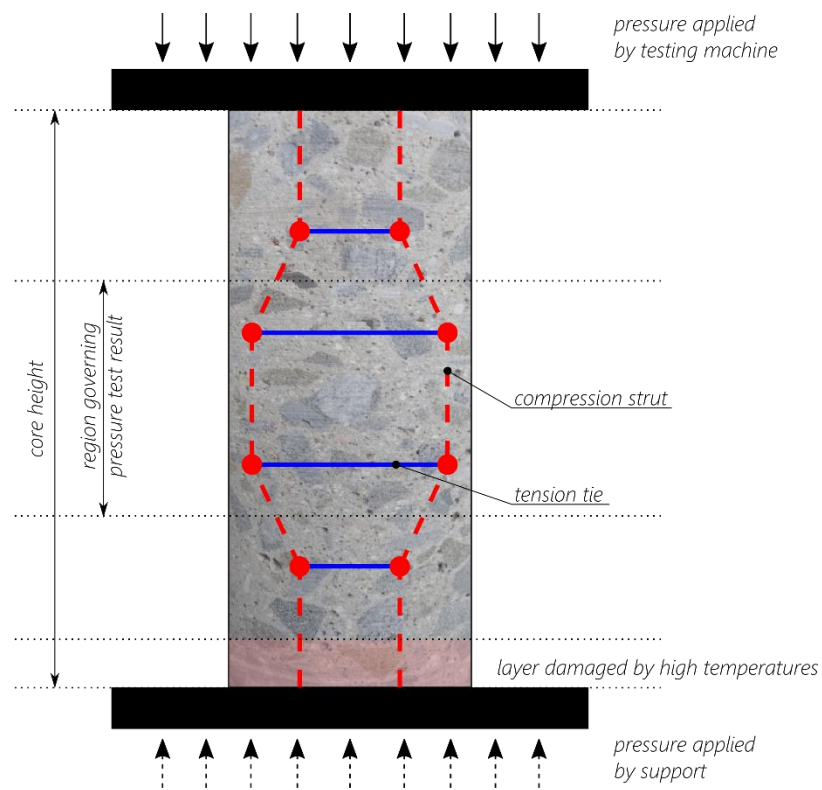 pressure applied
by testing machine
core height
region governing
pressure test result
compression strut
tension tie
layer damaged by high temperatures
pressure applied
by support